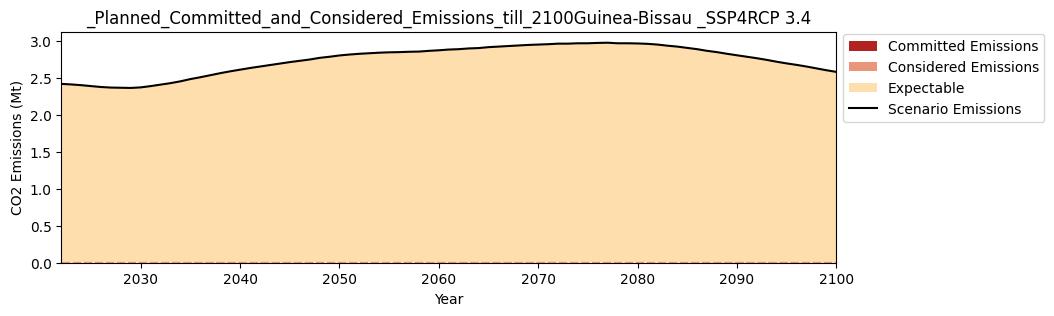 _Planned_Committed_and_Considered_Emissions_till_2100Guinea-Bissau _SSP4RCP 3.4
Committed Emissions
Considered Emissions
Expectable
Scenario Emissions
CO2 Emissions (Mt)
3.0
2.5
2.0
1.5
1.0
0.5
0.0
2030 2040 2050 2060 2070 2080 2090 2100
Year